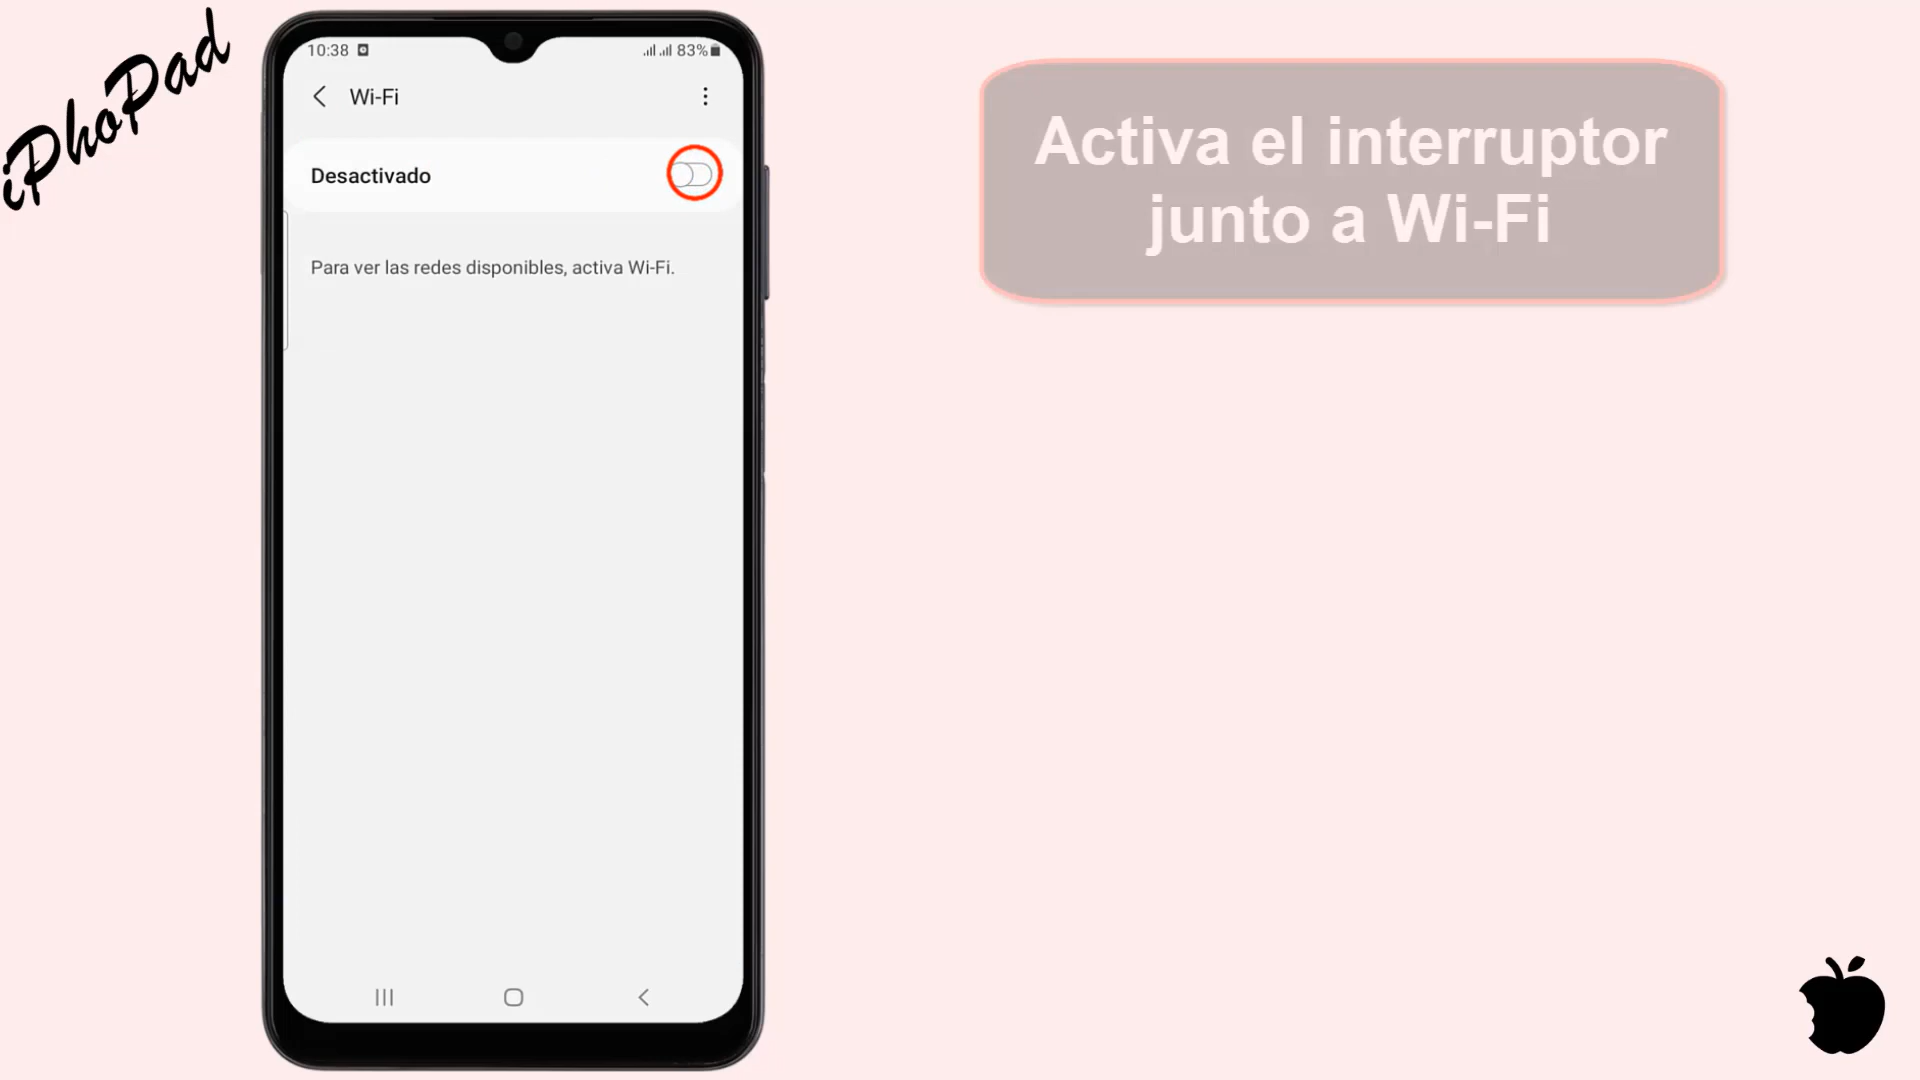 iPhoPad
10:38
83%
Wi-Fi
Desactivado
Para ver las redes disponibles, activa Wi-Fi.
Activa el interruptor
junto a Wi-Fi